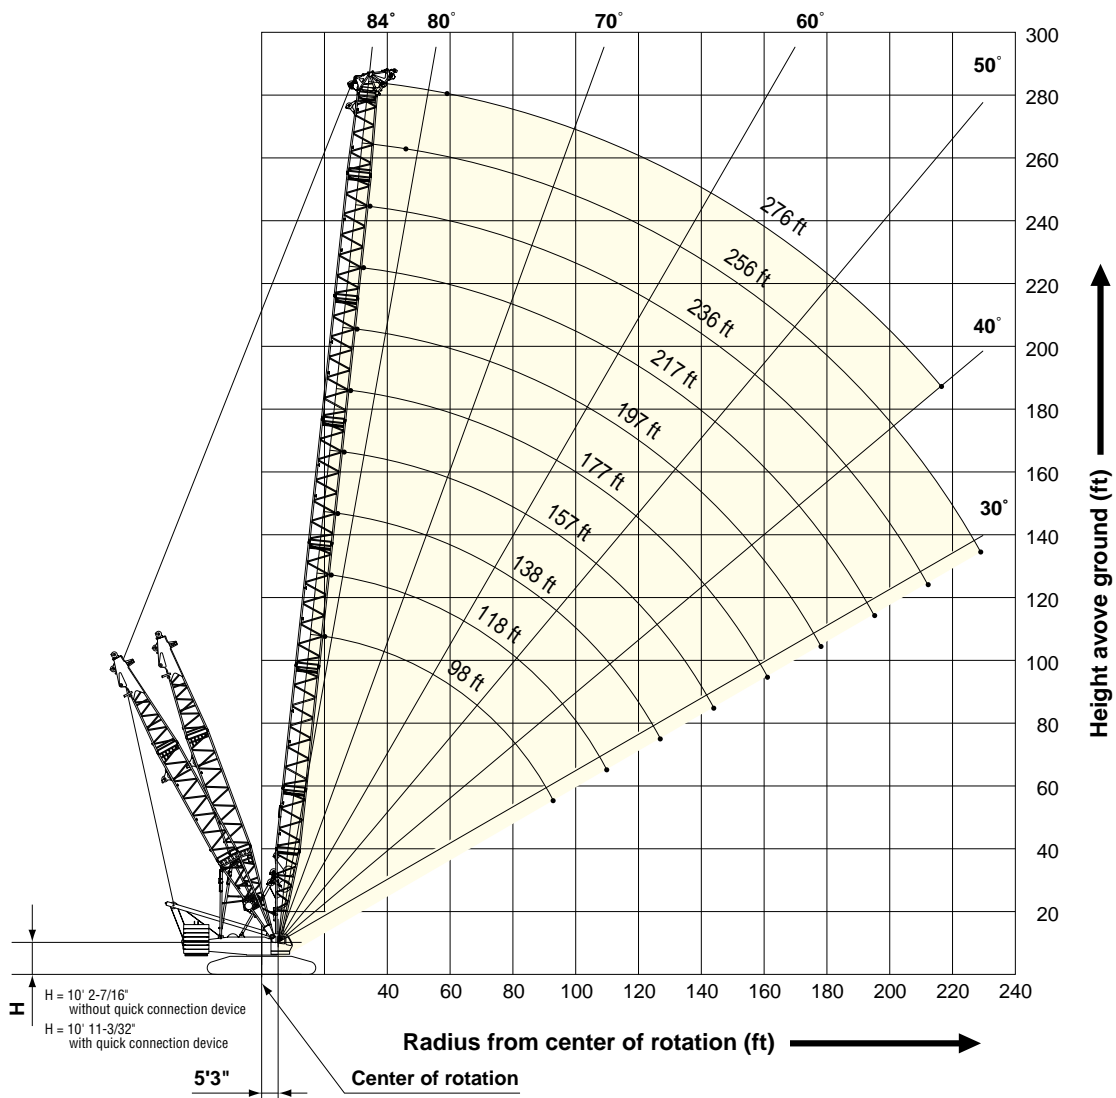 84° 80° 70° 60°
300
50°
280
260
276 ft
240
256 ft
220
236 ft
40°
217 ft
200
197 ft
180
177 ft
160
157 ft
30°
140
138 ft
120
118 ft
100
98 ft
80
60
40
20
Height avove ground (ft)
H
H = 10' 2-7/16"
without quick connection device
H = 10' 11-3/32"
with quick connection device
40 60 80 100 120 140 160 180 200 220 240
Radius from center of rotation (ft)
5'3"
Center of rotation